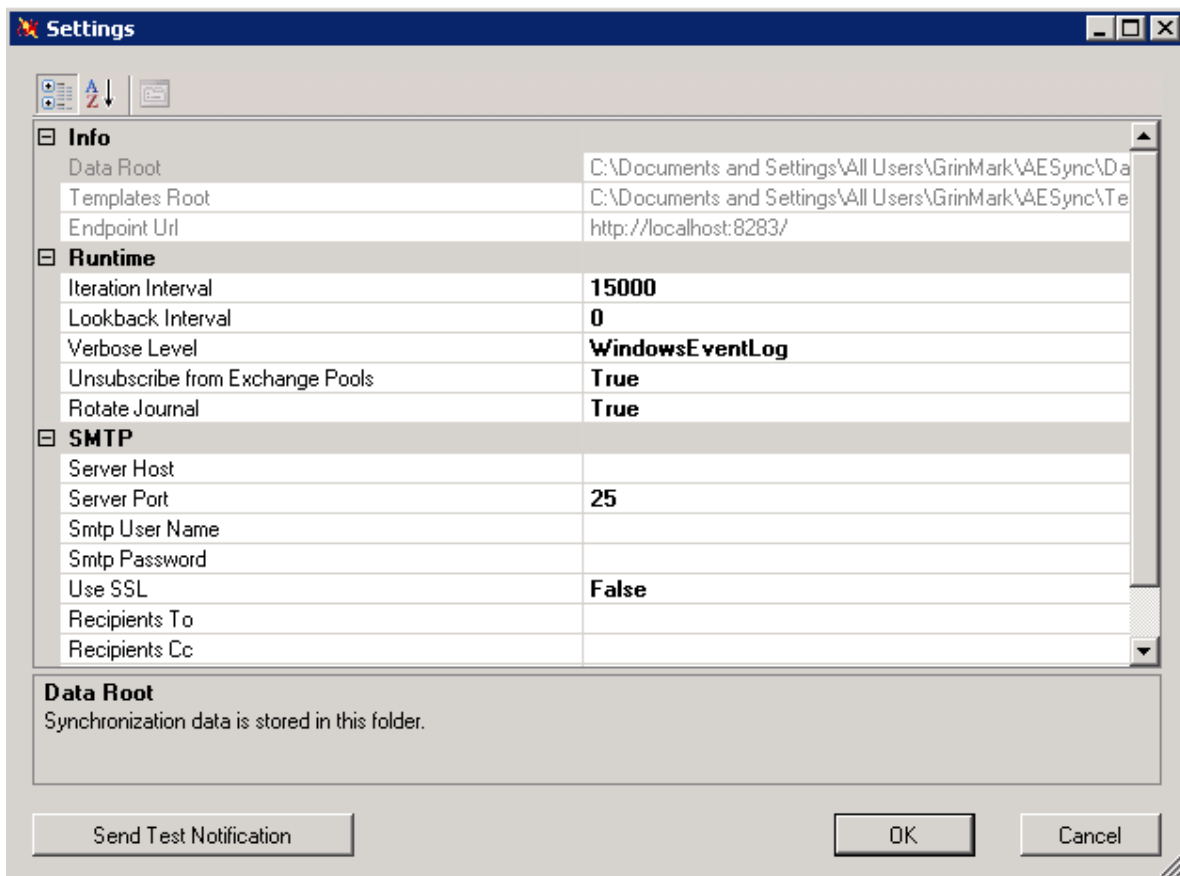 Settings
A
Z
Info
Data Root C:\Documents and Settings\All Users\GrinMark\AESync\Da
Templates Root C:\Documents and Settings\All Users\GrinMark\AESync\Te
Endpoint Url http://localhost:8283/
Runtime
Iteration Interval 15000
Lookback Interval 0
Verbose Level WindowsEventLog
Unsubscribe from Exchange Pools True
Rotate Journal True
SMTP
Server Host
Server Port 25
Smtp User Name
Smtp Password
Use SSL False
Recipients To
Recipients Cc
Data Root
Synchronization data is stored in this folder.
Send Test Notification OK Cancel